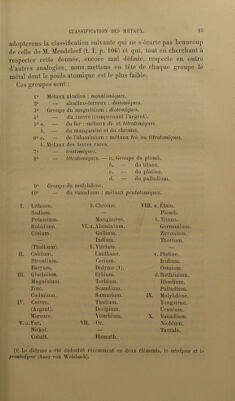 CLASSIFICATION DES MÉTAUX. 41
adopterons la classification suivante qui ne s'écarte pas beaucoup
de celle de M. Mendeleef (t. I, p. 106) et qui, tout en cherchant à
respecter cette donnée, encore mal définie, respecte en outre
d'autres analogies; nous mettons en tête de chaque groupe le
métal dont le poids atomique est le plus faible.
Ces groupes sont :
1° Métaux alcalins : monatomiques.
2° — alcalino-terreux : diatomiques.
3° Groupe du magnésium : diatomiques.
4° — du cuivre (comprenant l'argent).
5° a. — du fer : métaux di- et tétratomiques.
b. — du manganèse et du chrome.
6° a. — de l'aluminium : métaux tri- ou tétratomiques.
b. Métaux des terres rares.
7° — triatomiques.
8° — tétratomiques. — a. Groupe du plomb.
b. — du titane.
c. — du platine.
d. — du palladium.
9° Groupe du molybdène.
10° — du vanadium : métaux pentatomiques.
I. Lithium.
Sodium.
Potassium.
Rubidium.
Césium.
—
(Thallium).
II. Calcium.
Strontium.
Baryum.
III. Glucinium.
Magnésium.
Zinc.
Cadmium.
IV. Cuivre.
(Argent).
Mercure.
V. a. Fer.
Nickel.
Cobalt.
b. Chrome.
—
Manganèse.
VI. a. Aluminium.
Gallium.
Indium.
b. Yttrium.
Lanthane.
Cérium.
Didyme (1).
Erbium.
Terbium.
Scandium.
Samarium.
Thulium.
Decipium.
Ytterbium.
VII. Or.
—
Bismuth.
VIII. a. Étain.
Plomb.
b. Titane.
Germanium.
Zirconium.
Thorium.
—
c. Platine.
Iridium.
Osmium.
d. Ruthénium.
Rhodium.
Palladium.
IX. Molybdène.
Tungstène.
Uranium.
X. Vanadium.
Niobium.
Tantale.
(1) Le didyme a été dédoublé récemment en deux éléments, le néodyme et le
praséodyme (Auer von Welsbach).